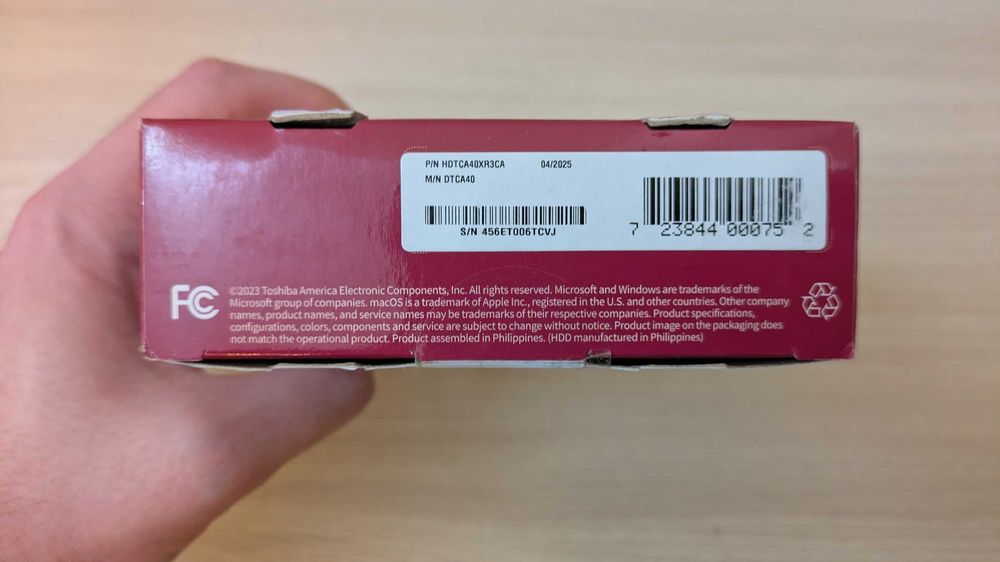 P/N HDTCA40XR3CA 04/2025
M/N DTCA40
S/N 456ET006TCVJ
7 23844 00075 2
FC
©2023 Toshiba America Electronic Components, Inc. All rights reserved. Microsoft and Windows are trademarks of the
Microsoft group of companies. macOS is a trademark of Apple Inc., registered in the U.S. and other countries. Other company
names, product names, and service names may be trademarks of their respective companies. Product specifications,
configurations, colors, components and service are subject to change without notice. Product image on the packaging does
not match the operational product. Product assembled in Philippines. (HDD manufactured in Philippines)